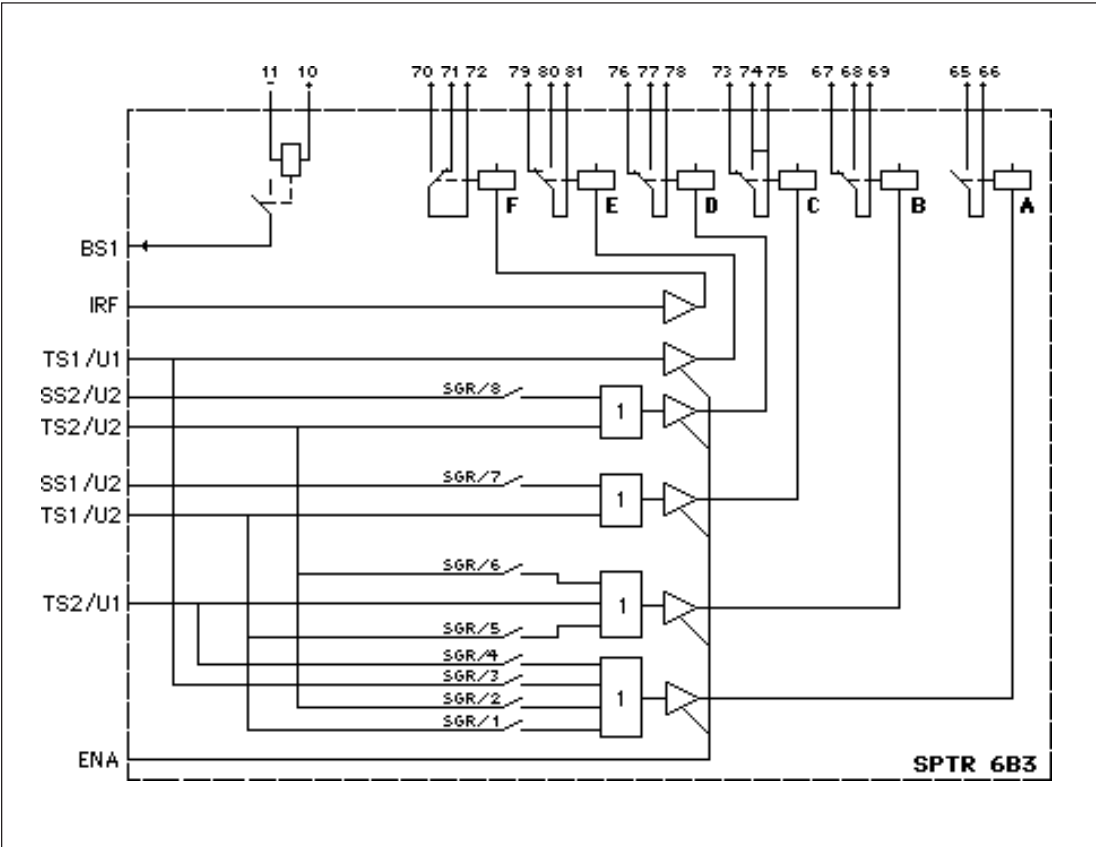 11 10 70 71 72 79 80 81 76 77 78 73 74 75 67 68 69 65 66
- + + + + + + + + + + + + + + + + + +
F E D C B A
BS1
IRF
TS1/U1
SS2/U2 SGR/8
1
TS2/U2
SS1/U2 SGR/7
1
TS1/U2
SGR/6
TS2/U1 1
SGR/5
SGR/4
SGR/3
1
SGR/2
SGR/1
ENA
SPTR 6B3